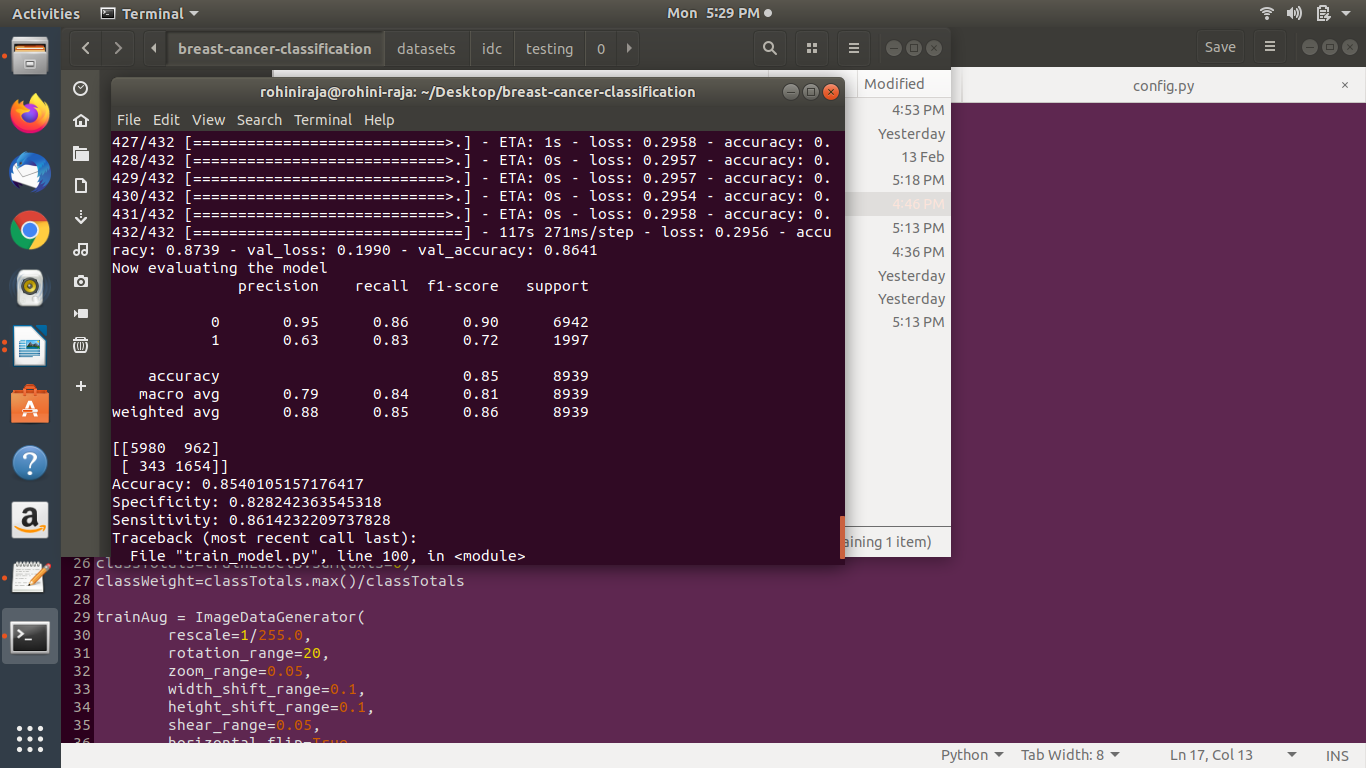 Activities
Terminal
Mon 5:29 PM
breast-cancer-classification
datasets
idc
testing
0
Save
rohiniraja@rohini-raja: ~/Desktop/breast-cancer-classification
Modified
config.py
File Edit View Search Terminal Help
4:53 PM
Yesterday
13 Feb
5:18 PM
4:46 PM
5:13 PM
4:36 PM
Yesterday
Yesterday
5:13 PM
427/432 [============================>.] - ETA: 1s - loss: 0.2958 - accuracy: 0.
428/432 [============================>.] - ETA: 0s - loss: 0.2957 - accuracy: 0.
429/432 [============================>.] - ETA: 0s - loss: 0.2957 - accuracy: 0.
430/432 [============================>.] - ETA: 0s - loss: 0.2954 - accuracy: 0.
431/432 [============================>.] - ETA: 0s - loss: 0.2958 - accuracy: 0.
432/432 [==============================] - 117s 271ms/step - loss: 0.2956 - accu
racy: 0.8739 - val_loss: 0.1990 - val_accuracy: 0.8641
Now evaluating the model
precision recall f1-score support
0 0.95 0.86 0.90 6942
1 0.63 0.83 0.72 1997
accuracy 0.85 8939
macro avg 0.79 0.84 0.81 8939
weighted avg 0.88 0.85 0.86 8939
[[5980 962]
[ 343 1654]]
Accuracy: 0.8540105157176417
Specificity: 0.828242363545318
Sensitivity: 0.8614232209737828
Traceback (most recent call last):
File "train_model.py", line 100, in <module>
aining 1 item)
26
27 classWeight=classTotals.max()/classTotals
28
29 trainAug = ImageDataGenerator(
30 rescale=1/255.0,
31 rotation_range=20,
32 zoom_range=0.05,
33 width_shift_range=0.1,
34 height_shift_range=0.1,
35 shear_range=0.05,
36 horizontal_flip=True
Python
Tab Width: 8
Ln 17, Col 13
INS